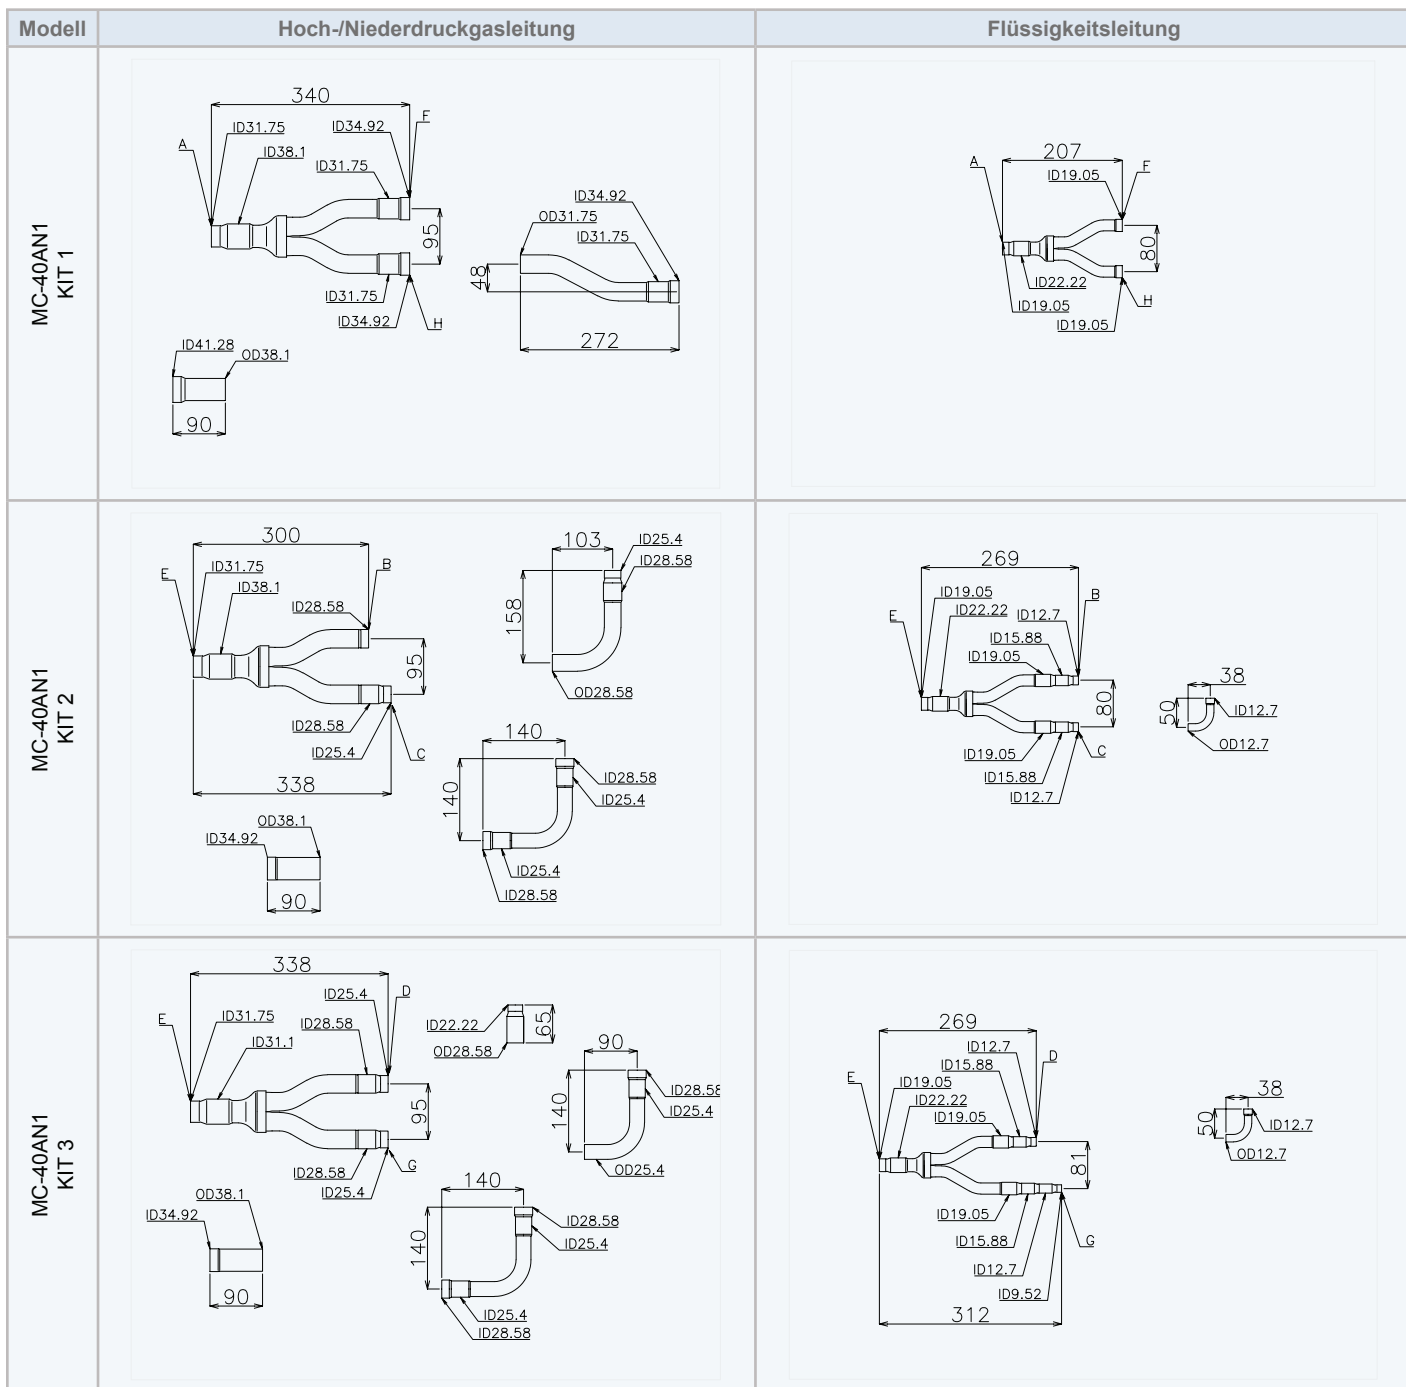 Modell
Hoch-/Niederdruckgasleitung
Flüssigkeitsleitung
MC-40AN1
KIT 1
340
A
ID31.75
ID38.1
ID34.92
F
ID31.75
95
ID31.75
ID34.92
H
ID34.92
OD31.75
ID31.75
48
272
ID41.28
OD38.1
90
207
A
ID19.05
F
80
ID22.22
ID19.05
ID19.05
H
MC-40AN1
KIT 2
300
E
ID31.75
ID38.1
B
ID28.58
95
ID28.58
ID25.4
C
338
103
ID25.4
ID28.58
158
OD28.58
140
ID28.58
140
ID25.4
ID25.4
ID28.58
OD38.1
ID34.92
90
269
E
ID19.05
ID22.22
B
ID12.7
ID15.88
ID19.05
80
ID19.05
C
ID15.88
ID12.7
38
50
ID12.7
OD12.7
MC-40AN1
KIT 3
338
ID25.4
D
E
ID31.75
ID28.58
ID31.1
95
ID28.58
G
ID25.4
ID22.22
65
OD28.58
90
140
ID28.58
ID25.4
OD25.4
140
140
ID28.58
ID25.4
ID25.4
ID28.58
OD38.1
ID34.92
90
269
ID12.7
D
ID15.88
E
ID19.05
ID22.22
ID19.05
81
ID19.05
ID15.88
G
ID12.7
ID9.52
312
38
50
ID12.7
OD12.7